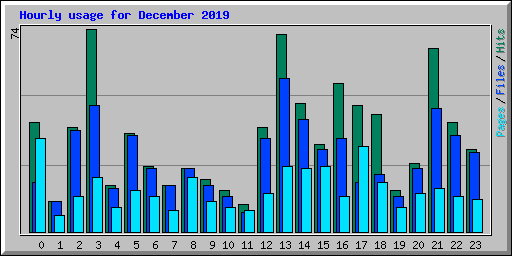 Hourly usage for December 2019
74
Pages / Files / Hits
0 1 2 3 4 5 6 7 8 9 10 11 12 13 14 15 16 17 18 19 20 21 22 23